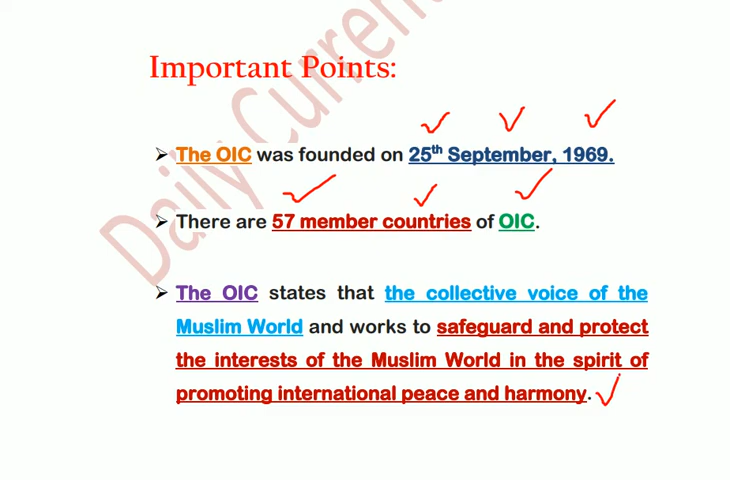 Daily Current
Important Points:
➢ The OIC was founded on 25th September, 1969.
➢ There are 57 member countries of OIC.
➢ The OIC states that the collective voice of the
Muslim World and works to safeguard and protect
the interests of the Muslim World in the spirit of
promoting international peace and harmony.